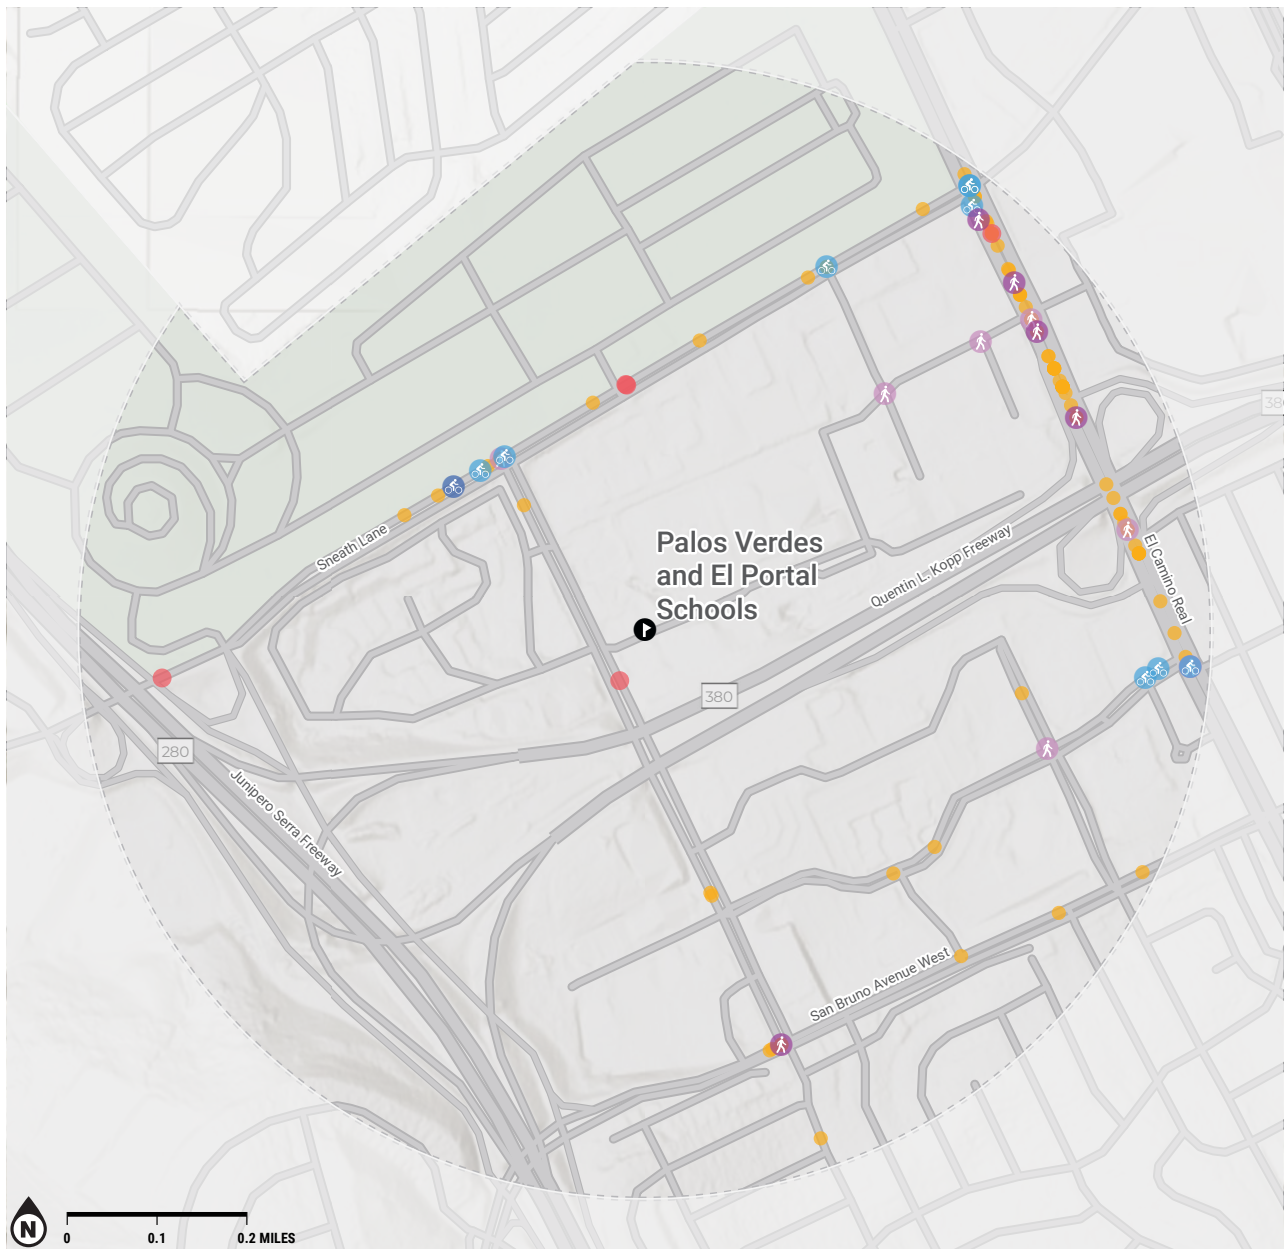 380
Sneath Lane
Palos Verdes
and El Portal
Schools
Quentin L. Kopp Freeway
El Camino Real
380
280
Junipero Serra Freeway
San Bruno Avenue West
N
0
0.1
0.2 MILES